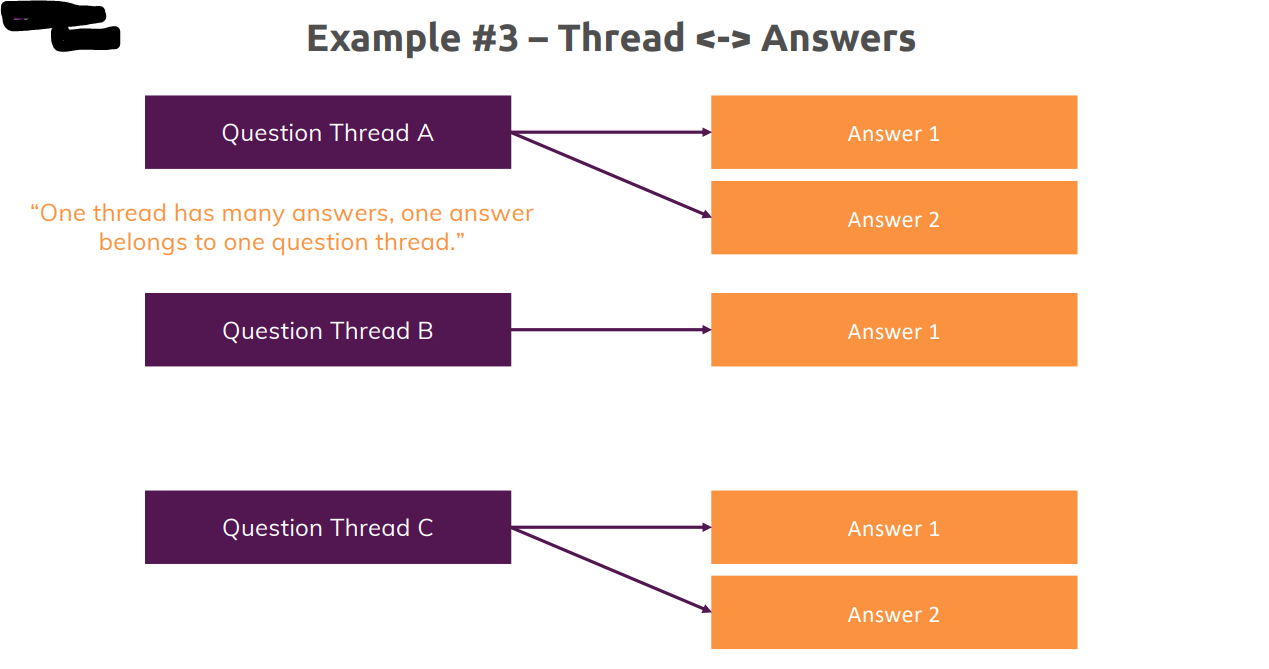 Example #3 – Thread <-> Answers
Question Thread A
Answer 1
Answer 2
“One thread has many answers, one answer
belongs to one question thread.”
Question Thread B
Answer 1
Question Thread C
Answer 1
Answer 2